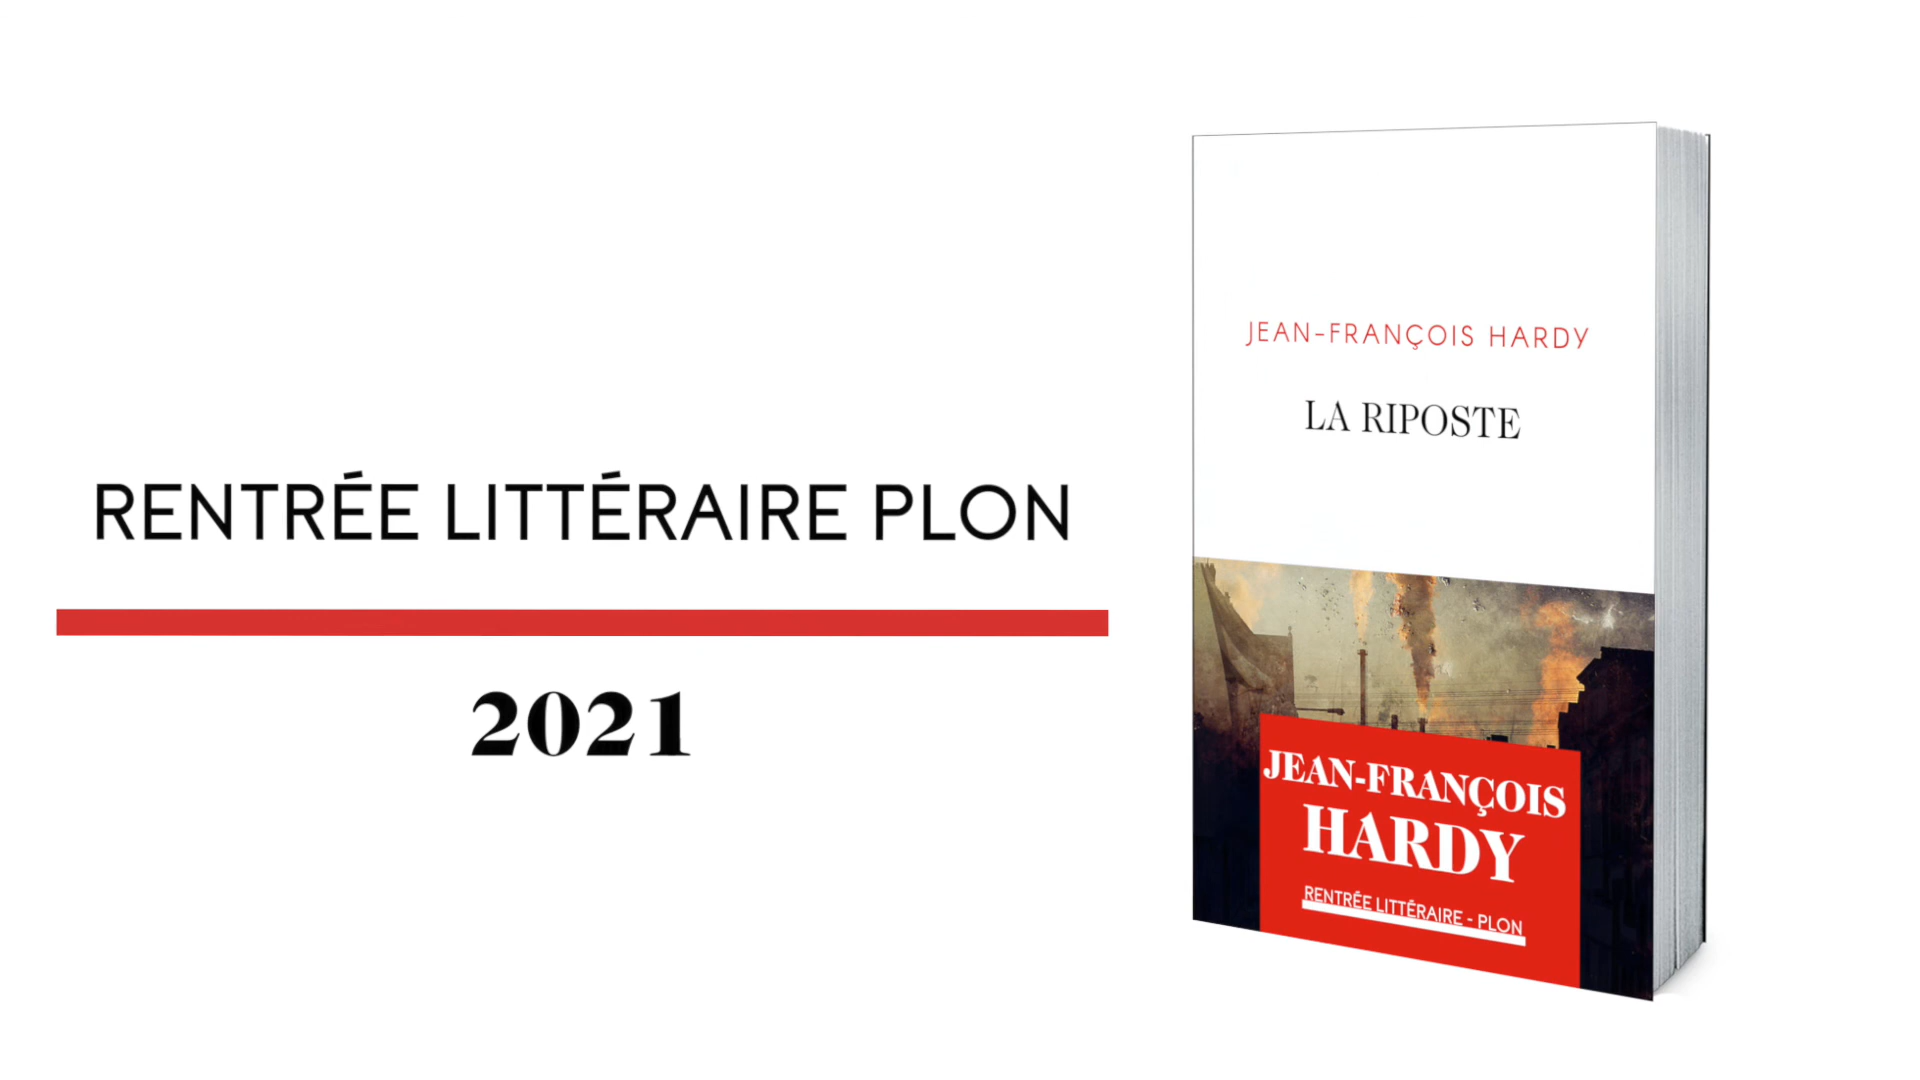 RENTRÉE LITTÉRAIRE PLON
2021
JEAN-FRANÇOIS HARDY
LA RIPOSTE
JEAN-FRANÇOIS
HARDY
RENTRÉE LITTÉRAIRE - PLON